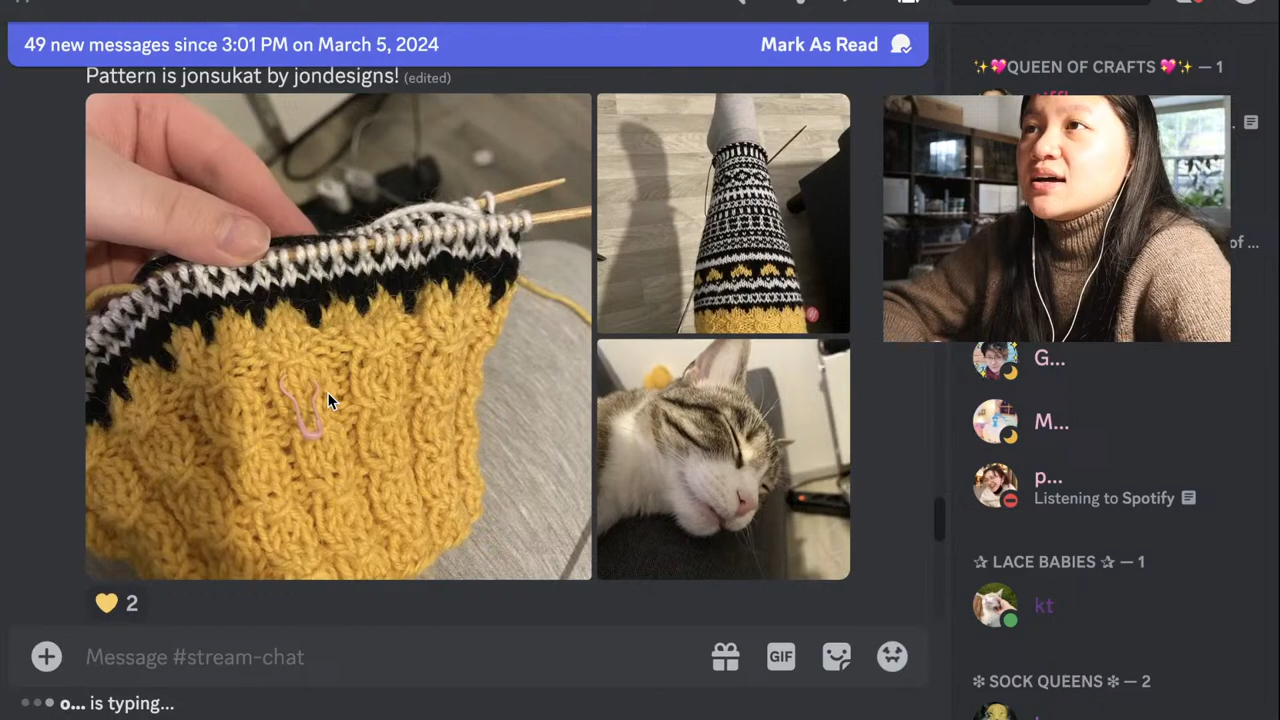 49 new messages since 3:01 PM on March 5, 2024
Mark As Read
Pattern is jonsukat by jondesigns! (edited)
2
Message #stream-chat
GIF
o... is typing...
✨💖QUEEN OF CRAFTS 💖✨ — 1
of ...
G...
M...
p...
Listening to Spotify
✰ LACE BABIES ✰ — 1
kt
✻ SOCK QUEENS ✻ — 2